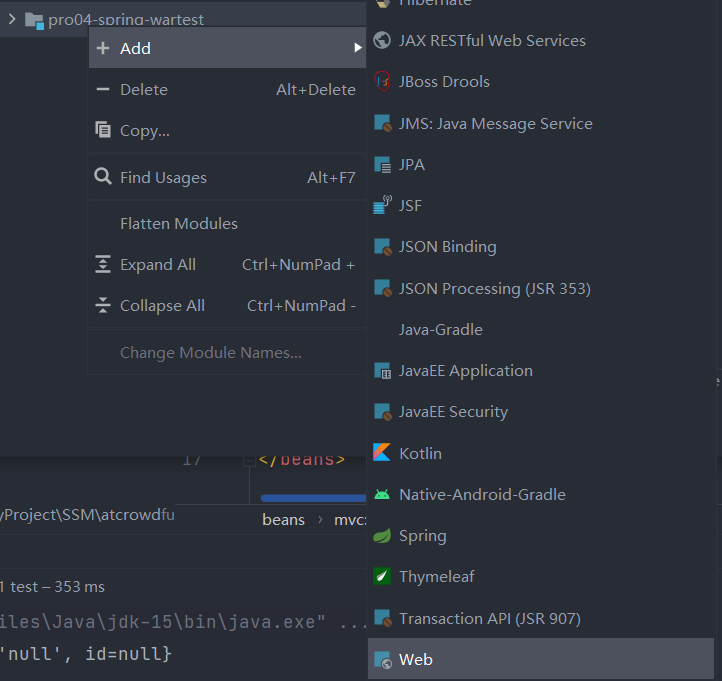 pro04-spring-wartest
Add
Delete Alt+Delete
Copy...
Find Usages Alt+F7
Flatten Modules
Expand All Ctrl+NumPad +
Collapse All Ctrl+NumPad -
Change Module Names...
Hibernate
JAX RESTful Web Services
JBoss Drools
JMS: Java Message Service
JPA
JSF
JSON Binding
JSON Processing (JSR 353)
Java-Gradle
JavaEE Application
JavaEE Security
Kotlin
Native-Android-Gradle
Spring
Thymeleaf
Transaction API (JSR 907)
Web
17 </beans>
yProject\SSM\atcrowdfu
beans › mvc:
1 test – 353 ms
iles\Java\jdk-15\bin\java.exe" ...
'null', id=null}